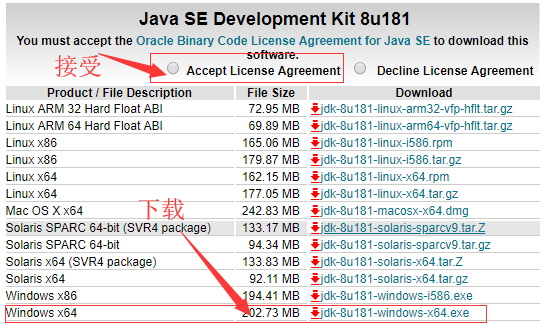 Java SE Development Kit 8u181
You must accept the Oracle Binary Code License Agreement for Java SE to download this
software.
接受
Accept License Agreement Decline License Agreement
Product / File Description File Size Download
Linux ARM 32 Hard Float ABI 72.95 MB jdk-8u181-linux-arm32-vfp-hflt.tar.gz
Linux ARM 64 Hard Float ABI 69.89 MB jdk-8u181-linux-arm64-vfp-hflt.tar.gz
Linux x86 165.06 MB jdk-8u181-linux-i586.rpm
Linux x86 179.87 MB jdk-8u181-linux-i586.tar.gz
Linux x64 162.15 MB jdk-8u181-linux-x64.rpm
Linux x64 177.05 MB jdk-8u181-linux-x64.tar.gz
Mac OS X x64 242.83 MB jdk-8u181-macosx-x64.dmg
下载
Solaris SPARC 64-bit (SVR4 package) 133.17 MB jdk-8u181-solaris-sparcv9.tar.Z
Solaris SPARC 64-bit 94.34 MB jdk-8u181-solaris-sparcv9.tar.gz
Solaris x64 (SVR4 package) 133.83 MB jdk-8u181-solaris-x64.tar.Z
Solaris x64 92.11 MB jdk-8u181-solaris-x64.tar.gz
Windows x86 194.41 MB jdk-8u181-windows-i586.exe
Windows x64 202.73 MB jdk-8u181-windows-x64.exe